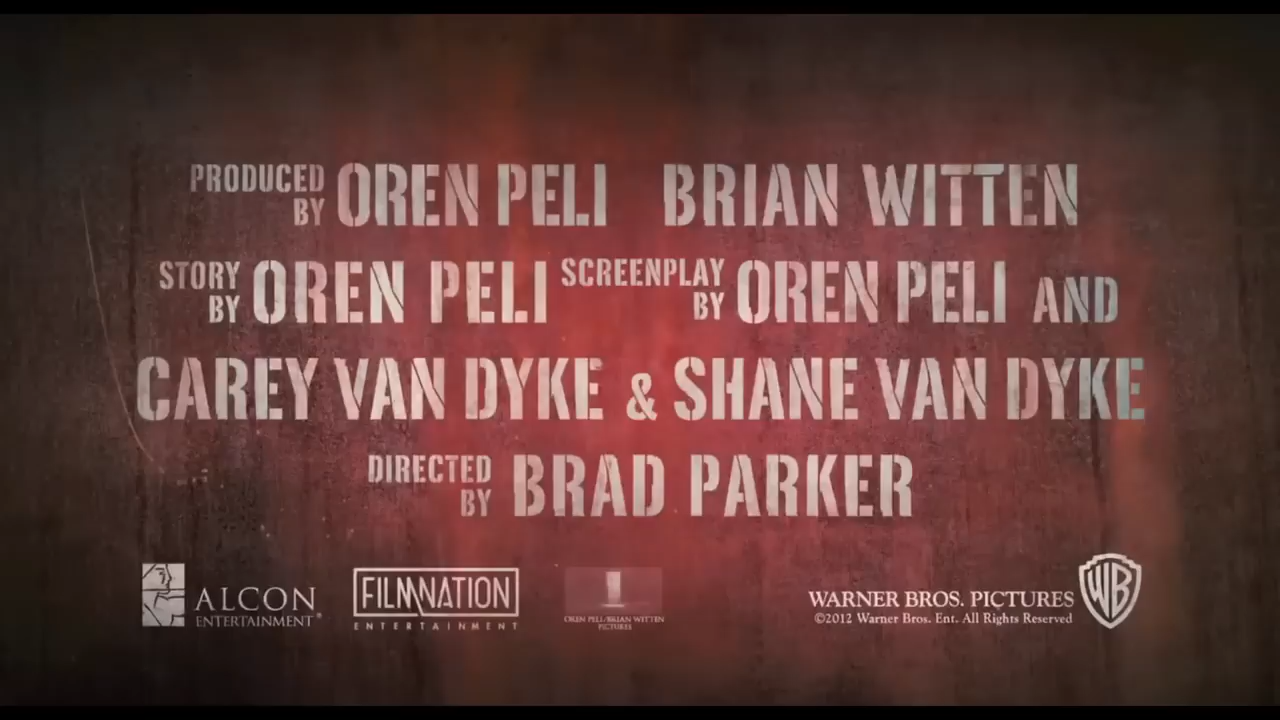 PRODUCED BY OREN PELI BRIAN WITTEN
STORY BY OREN PELI SCREENPLAY BY OREN PELI AND
CAREY VAN DYKE & SHANE VAN DYKE
DIRECTED BY BRAD PARKER
ALCON
ENTERTAINMENT®
FILMNATION
ENTERTAINMENT
OREN PELI/BRIAN WITTEN
PICTURES
WARNER BROS. PICTURES
©2012 Warner Bros. Ent. All Rights Reserved
WB